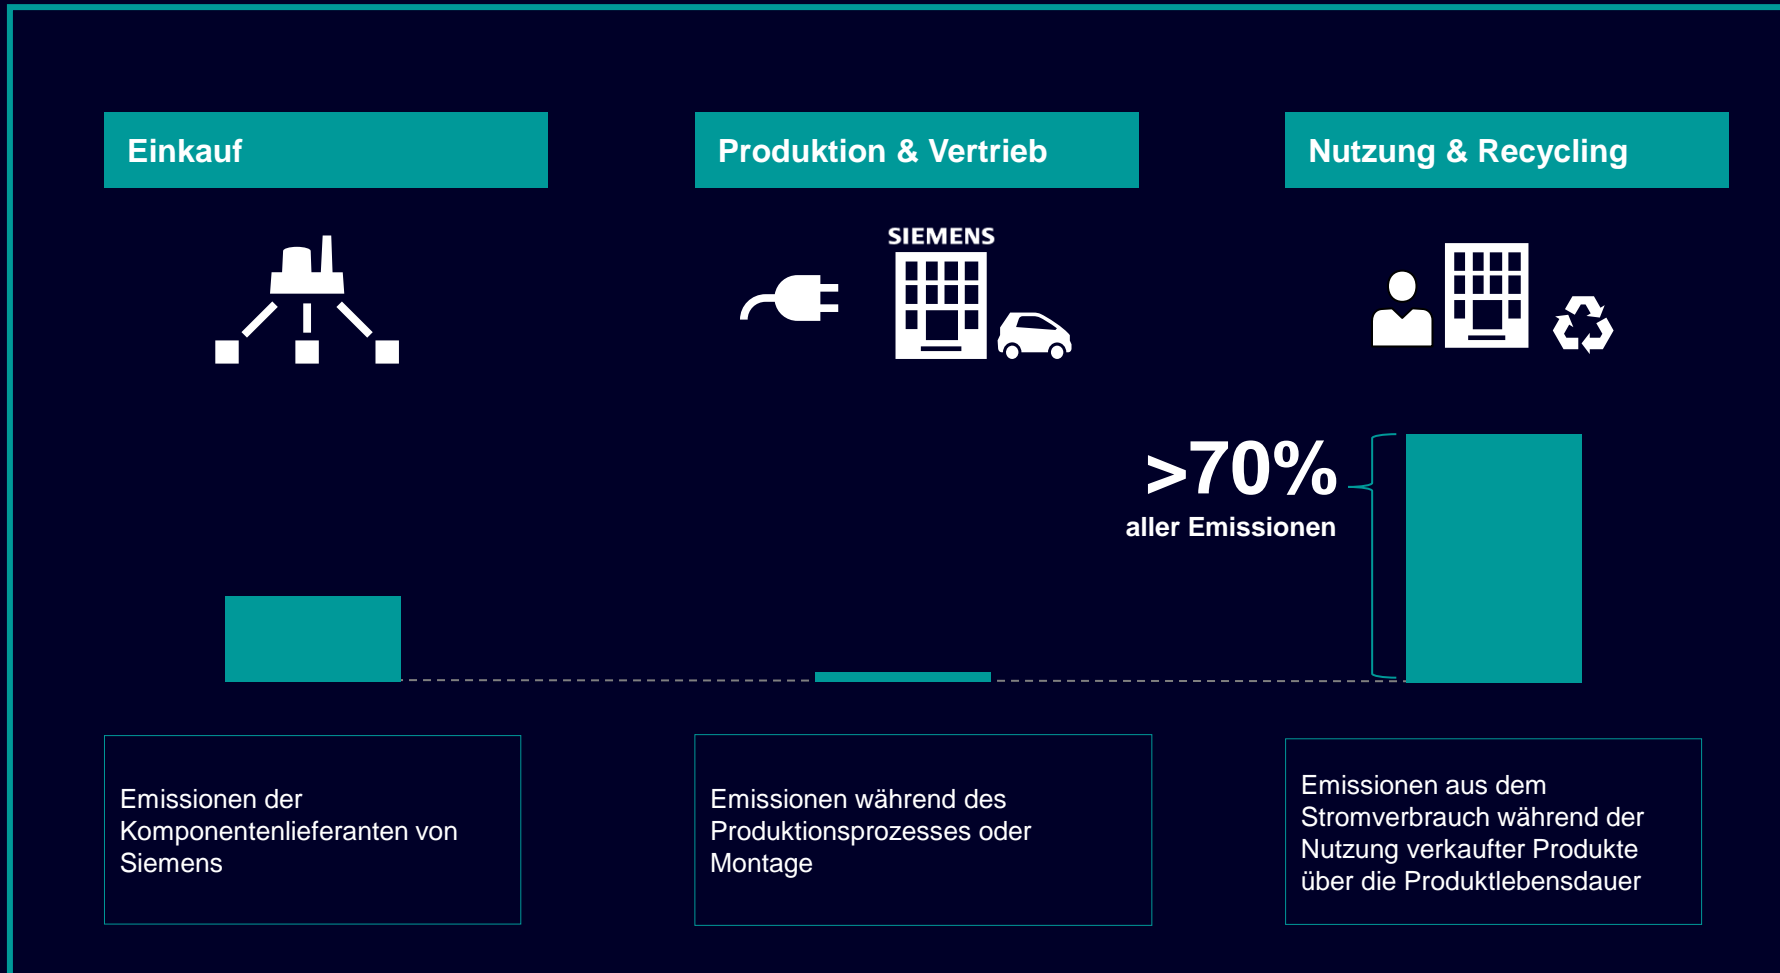 Einkauf
Produktion & Vertrieb
Nutzung & Recycling
SIEMENS
>70%
aller Emissionen
Emissionen der
Komponentenlieferanten von
Siemens
Emissionen während des
Produktionsprozesses oder
Montage
Emissionen aus dem
Stromverbrauch während der
Nutzung verkaufter Produkte
über die Produktlebensdauer